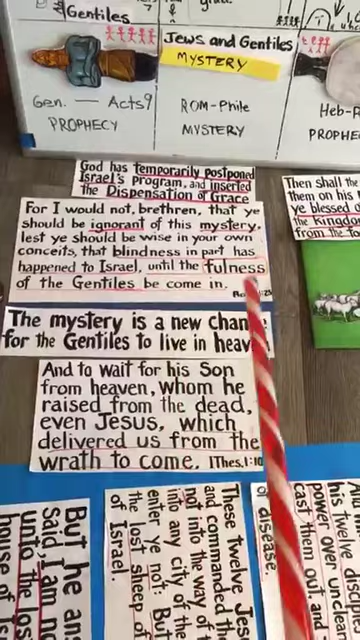 Gentiles
grace
Jews and Gentiles
MYSTERY
Gen. — Acts 9
PROPHECY
ROM-Phile
MYSTERY
Heb-R
PROPHE
God has temporarily postponed
Israel's Program, and inserted
the Dispensation of Grace
For I would not, brethren, that ye
should be ignorant of this mystery,
lest ye should be wise in your own
conceits, that blindness in part has
happened to Israel, until the fulness
of the Gentiles be come in.
Then shall the
them on his
ye blessed o
the Kingdom
from the fo
The mystery is a new chan
for the Gentiles to live in heav
And to wait for his Son
from heaven, whom he
raised from the dead,
even Jesus, which
delivered us from the
wrath to come. 1Thes.1:10
But he an
Said, I am no
unto the los
house of Is
These twelve Jes
and commanded th
not into the way of
into any city of th
enter ye not: But
the lost sheep of
of Israel.
his twelve discip
power over uncle
cast them out, and
of disease.